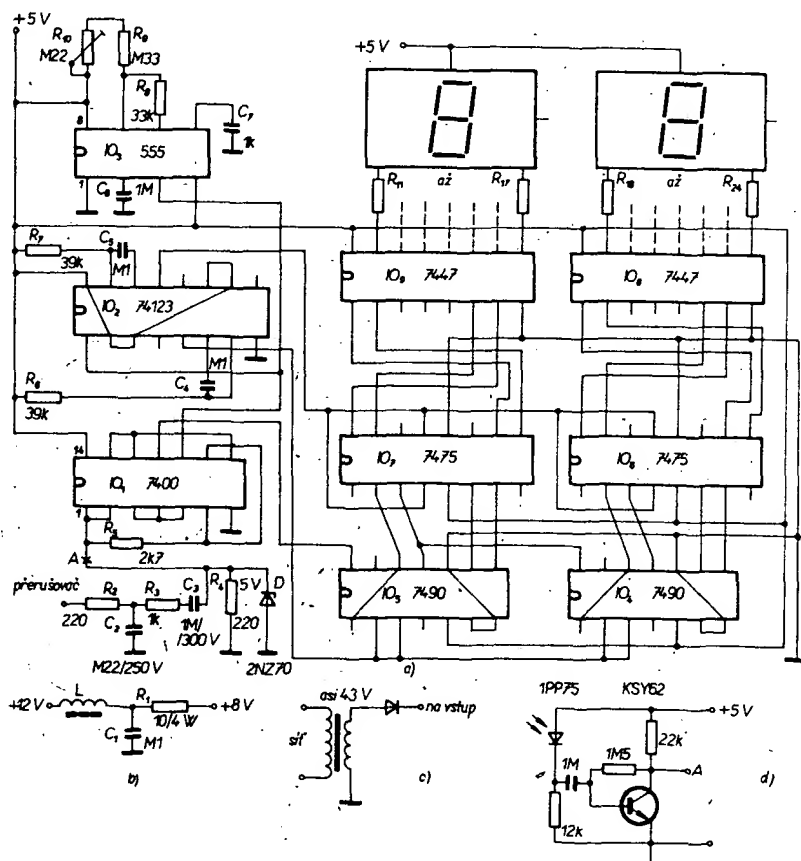 +5 V
R10
M22
R9
M33
R8
33k
C7
1k
8
IO3 555
1
C6
1M
R7
39k
C5
M1
IO2 74123
M1
C4
R6
39k
14
IO1 7400
1
R5
2k7
A
přerušovač
R2
220
R3
1k
C3
1M/
/300 V
C2
M22/250 V
R4
5 V
220
D
2NZ70
+5 V
R11
až
R17
R18
až
R24
IO9 7447
IO8 7447
IO7 7475
IO6 7475
IO5 7490
IO4 7490
a)
+12 V
L
R1
10/4 W
+8 V
C1
M1
b)
asi 43 V
síť
na vstup
c)
1PP75
KSY62
+5 V
22k
1M
1M5
A
12k
d)